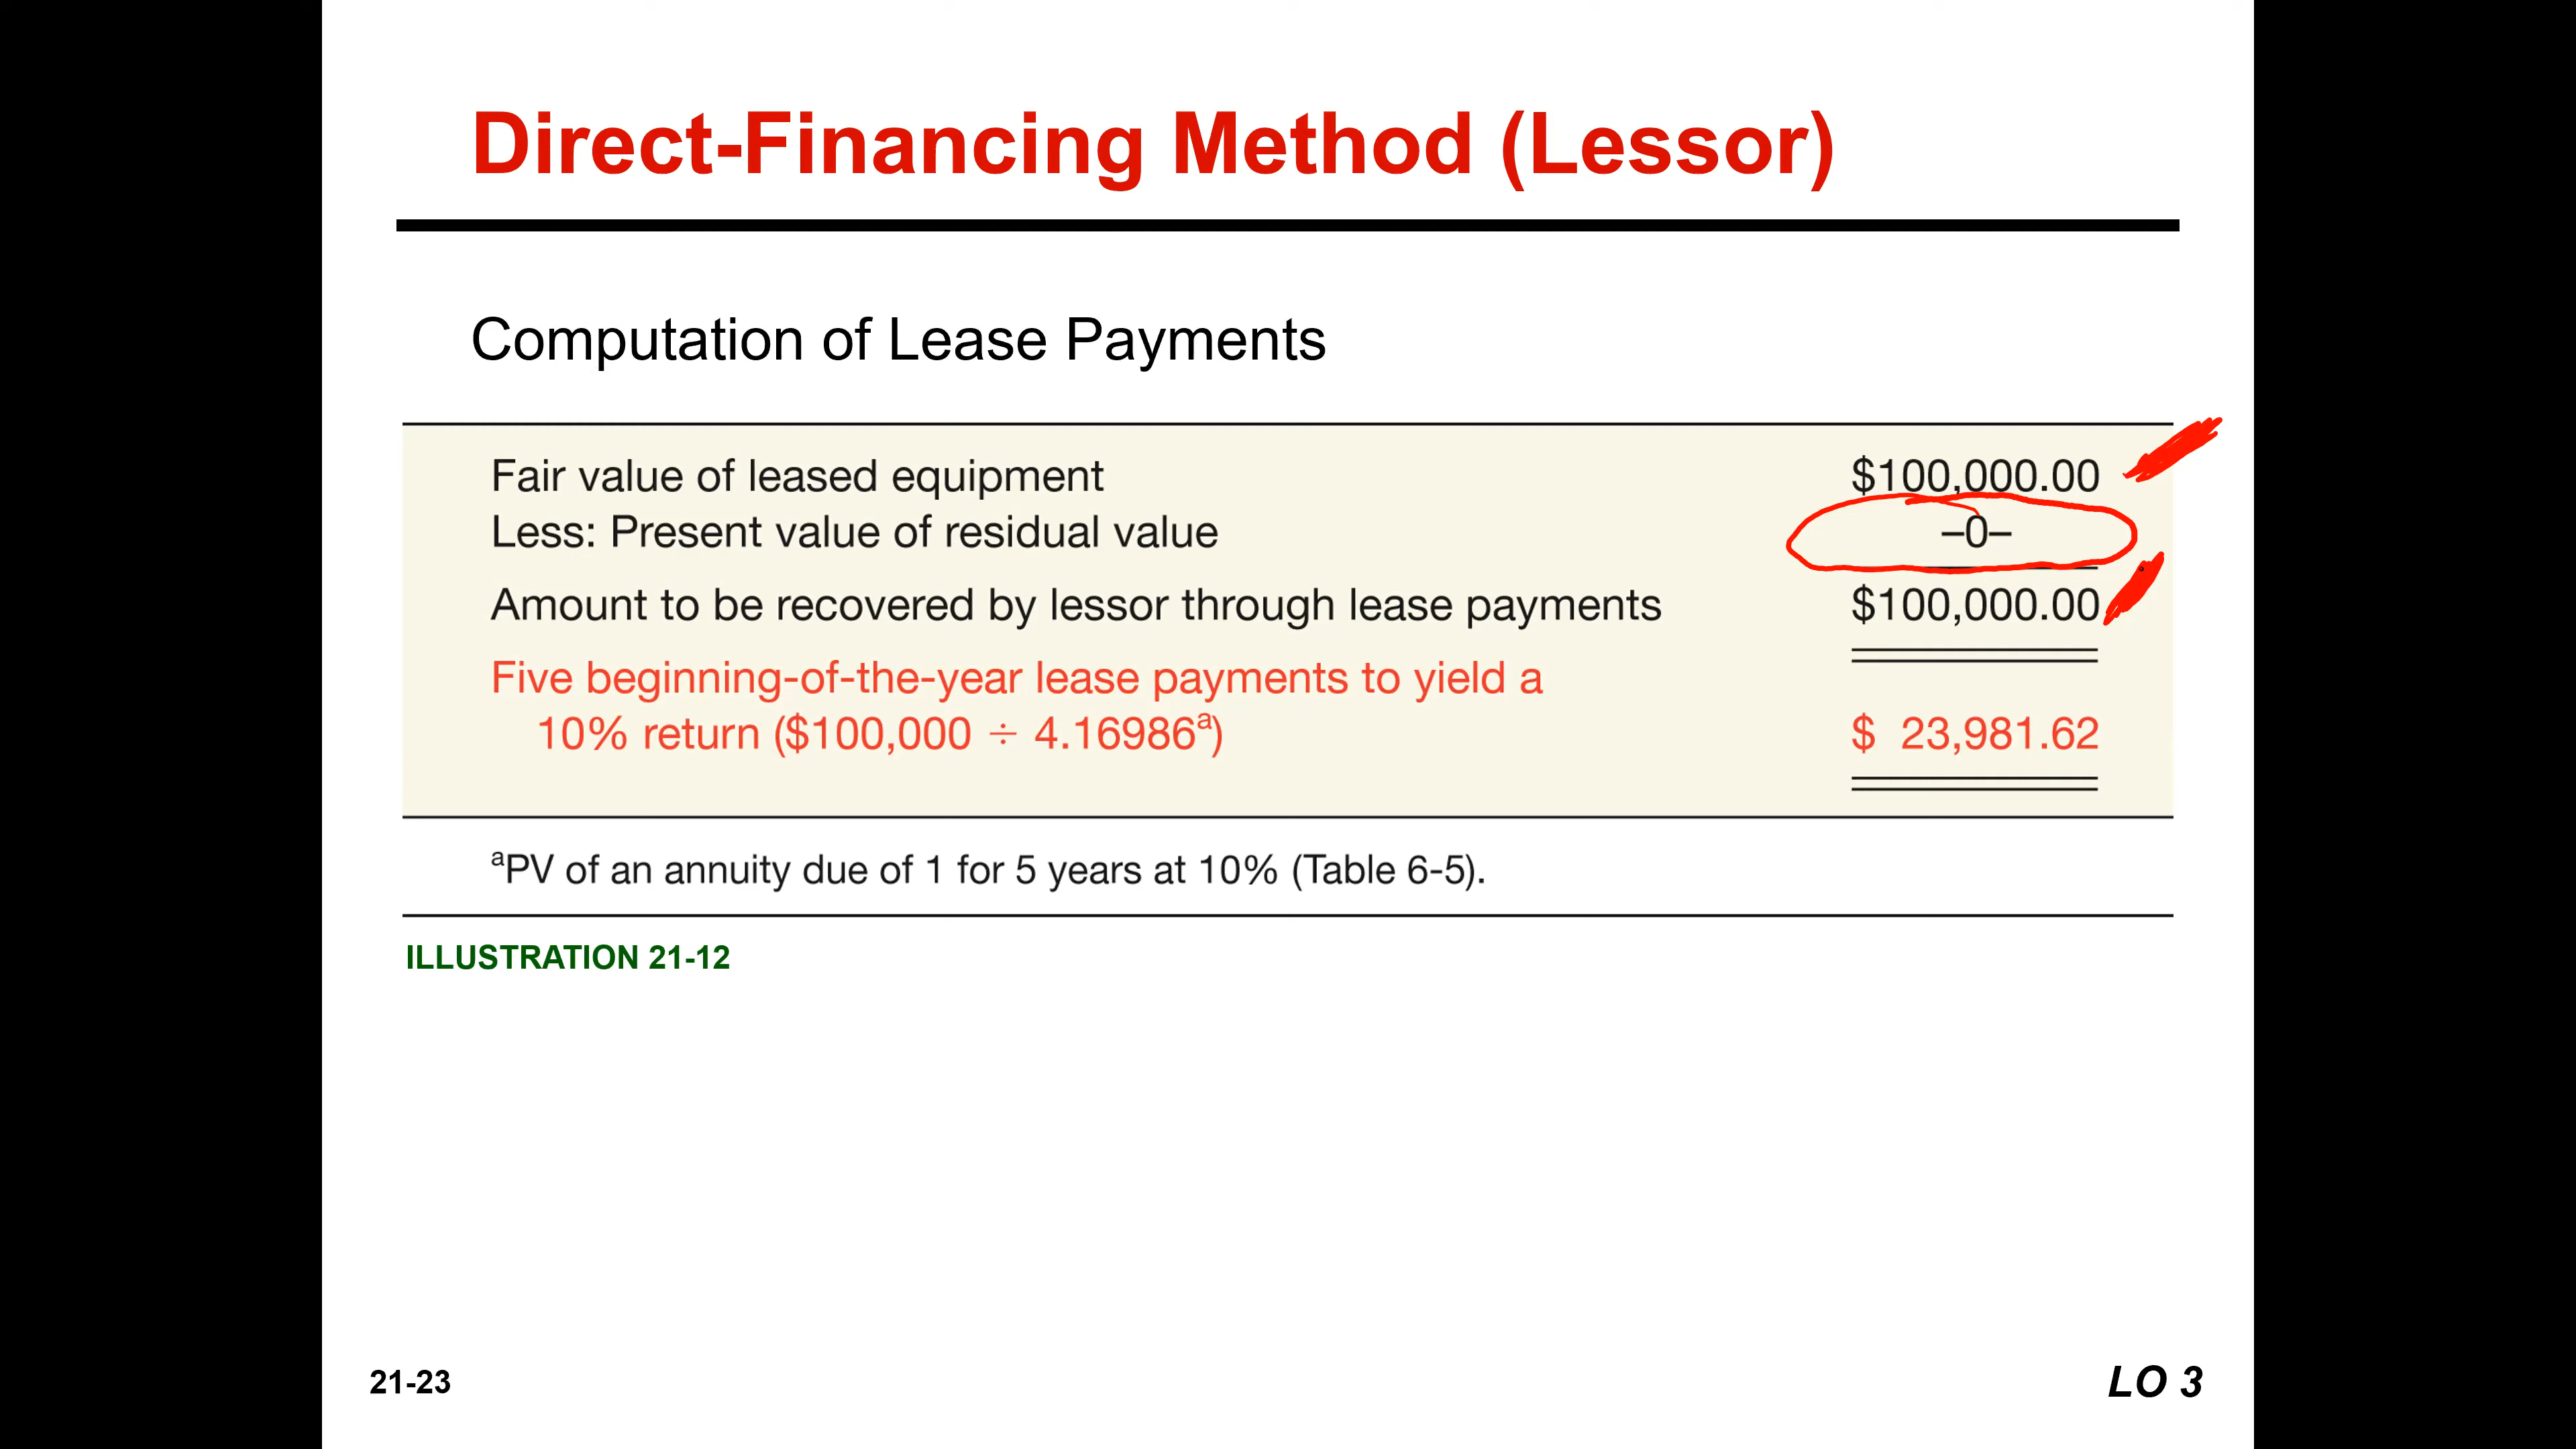 Direct-Financing Method (Lessor)
Computation of Lease Payments
Fair value of leased equipment $100,000.00
Less: Present value of residual value –0–
Amount to be recovered by lessor through lease payments $100,000.00
Five beginning-of-the-year lease payments to yield a
10% return ($100,000 ÷ 4.16986ᵃ) $ 23,981.62
ᵃPV of an annuity due of 1 for 5 years at 10% (Table 6-5).
ILLUSTRATION 21-12
21-23 LO 3